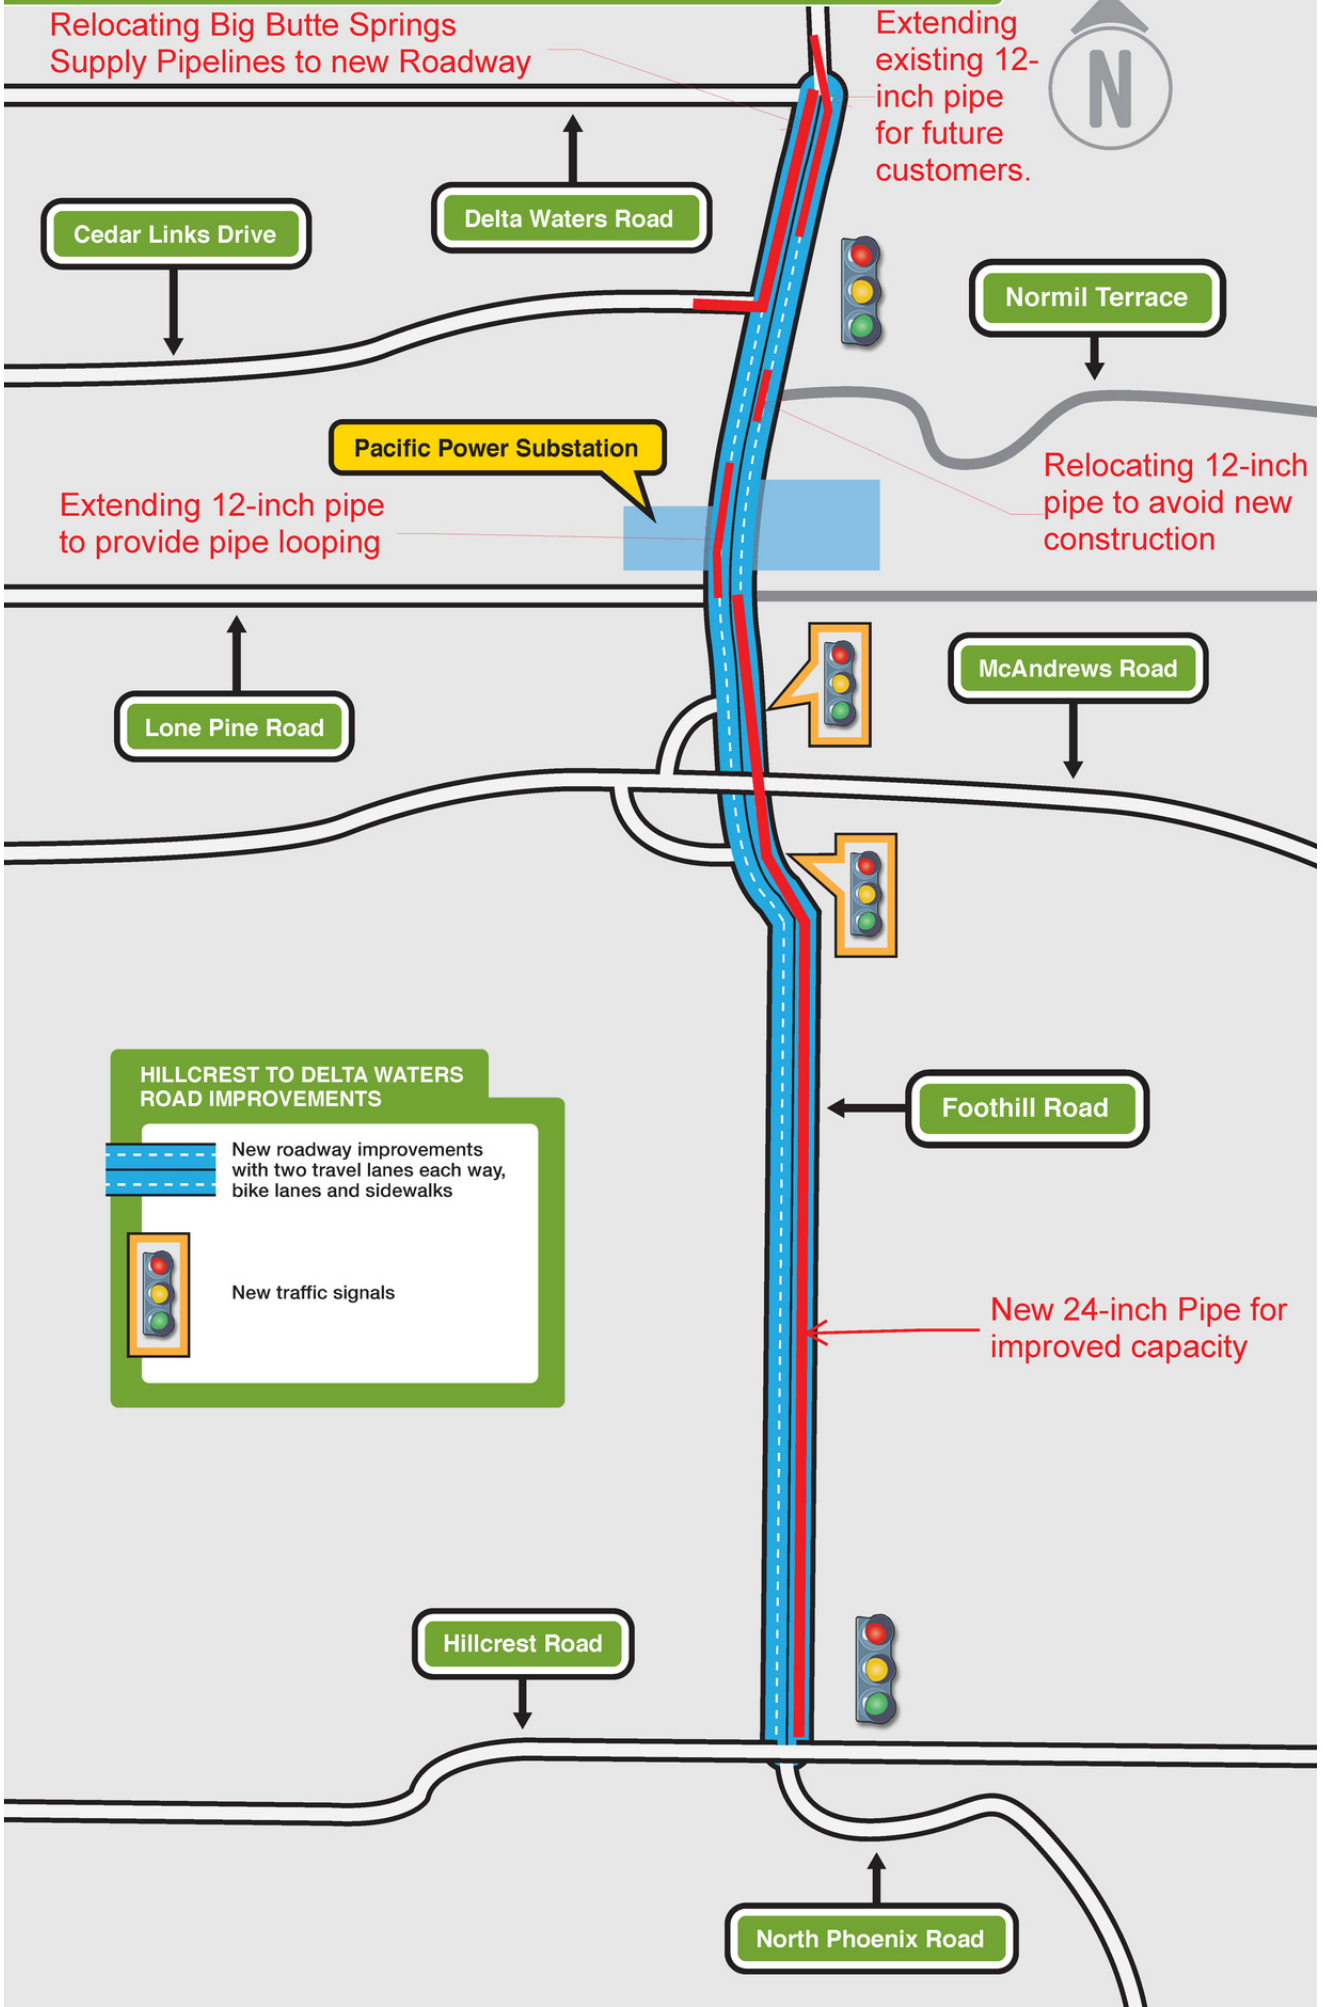 Relocating Big Butte Springs
Supply Pipelines to new Roadway
Extending
existing 12-
inch pipe
for future
customers.
N
Delta Waters Road
Cedar Links Drive
Normil Terrace
Pacific Power Substation
Extending 12-inch pipe
to provide pipe looping
Relocating 12-inch
pipe to avoid new
construction
McAndrews Road
Lone Pine Road
HILLCREST TO DELTA WATERS
ROAD IMPROVEMENTS
New roadway improvements
with two travel lanes each way,
bike lanes and sidewalks
New traffic signals
Foothill Road
New 24-inch Pipe for
improved capacity
Hillcrest Road
North Phoenix Road